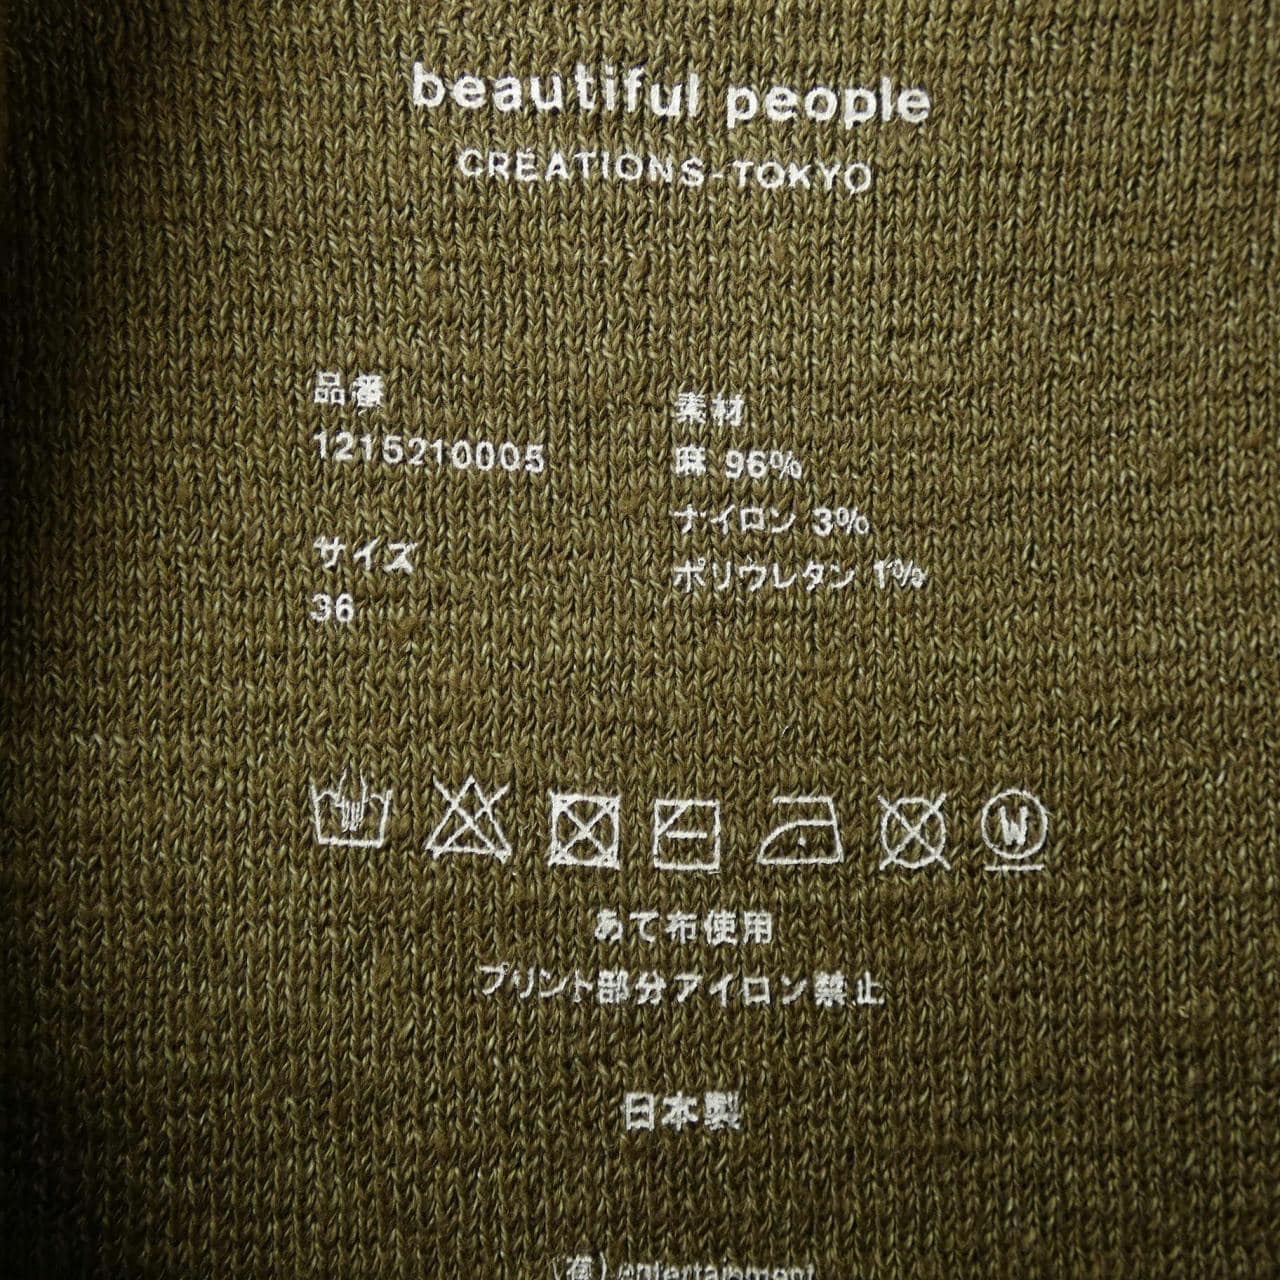 beautiful people
CREATIONS-TOKYO
品番
1215210005
サイズ
36
素材
麻 96%
ナイロン 3%
ポリウレタン 1%
W
あて布使用
プリント部分アイロン禁止
日本製
(有) entertainment